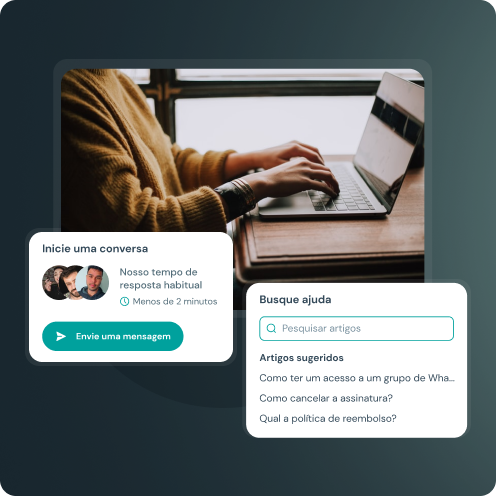 Inicie uma conversa
Nosso tempo de
resposta habitual
Menos de 2 minutos
Envie uma mensagem
Busque ajuda
Pesquisar artigos
Artigos sugeridos
Como ter um acesso a um grupo de Wha...
Como cancelar a assinatura?
Qual a política de reembolso?